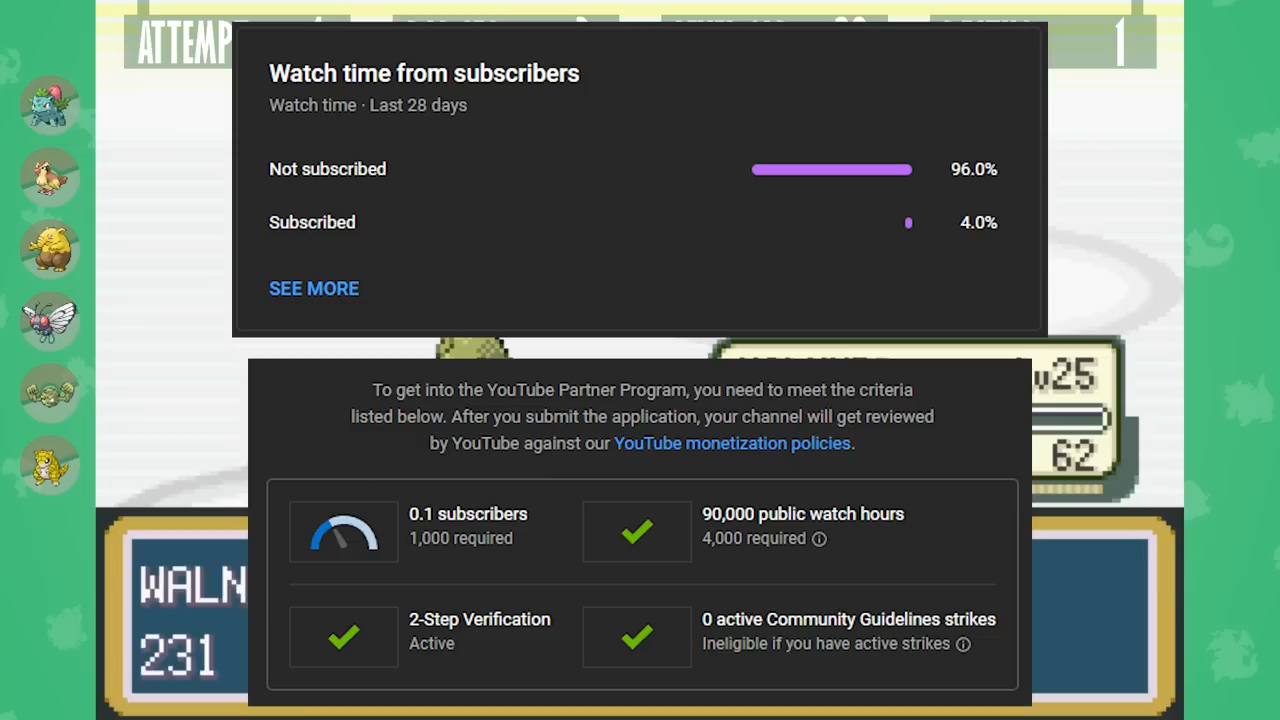 ATTEMP
1
Watch time from subscribers
Watch time · Last 28 days
Not subscribed 96.0%
Subscribed 4.0%
SEE MORE
To get into the YouTube Partner Program, you need to meet the criteria
listed below. After you submit the application, your channel will get reviewed
by YouTube against our YouTube monetization policies.
v25
62
0.1 subscribers
1,000 required
90,000 public watch hours
4,000 required
2-Step Verification
Active
0 active Community Guidelines strikes
Ineligible if you have active strikes
WALN
231